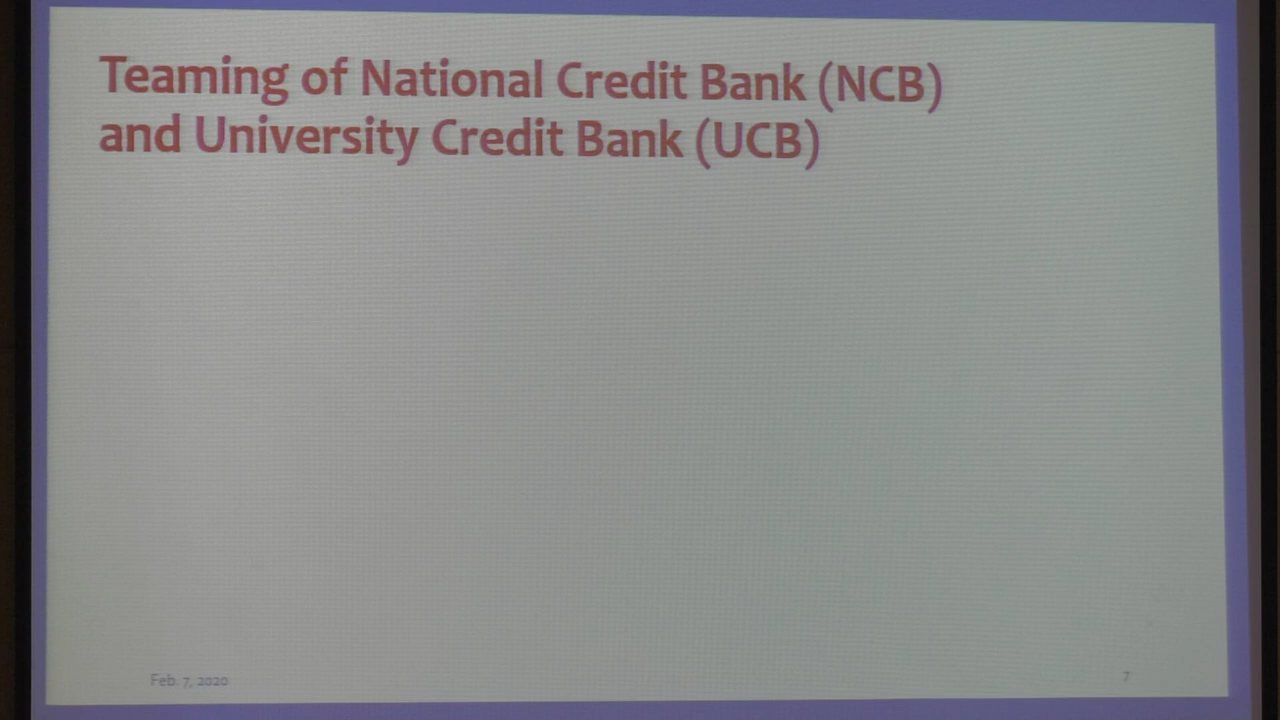 Teaming of National Credit Bank (NCB)
and University Credit Bank (UCB)
Feb. 7, 2020
7